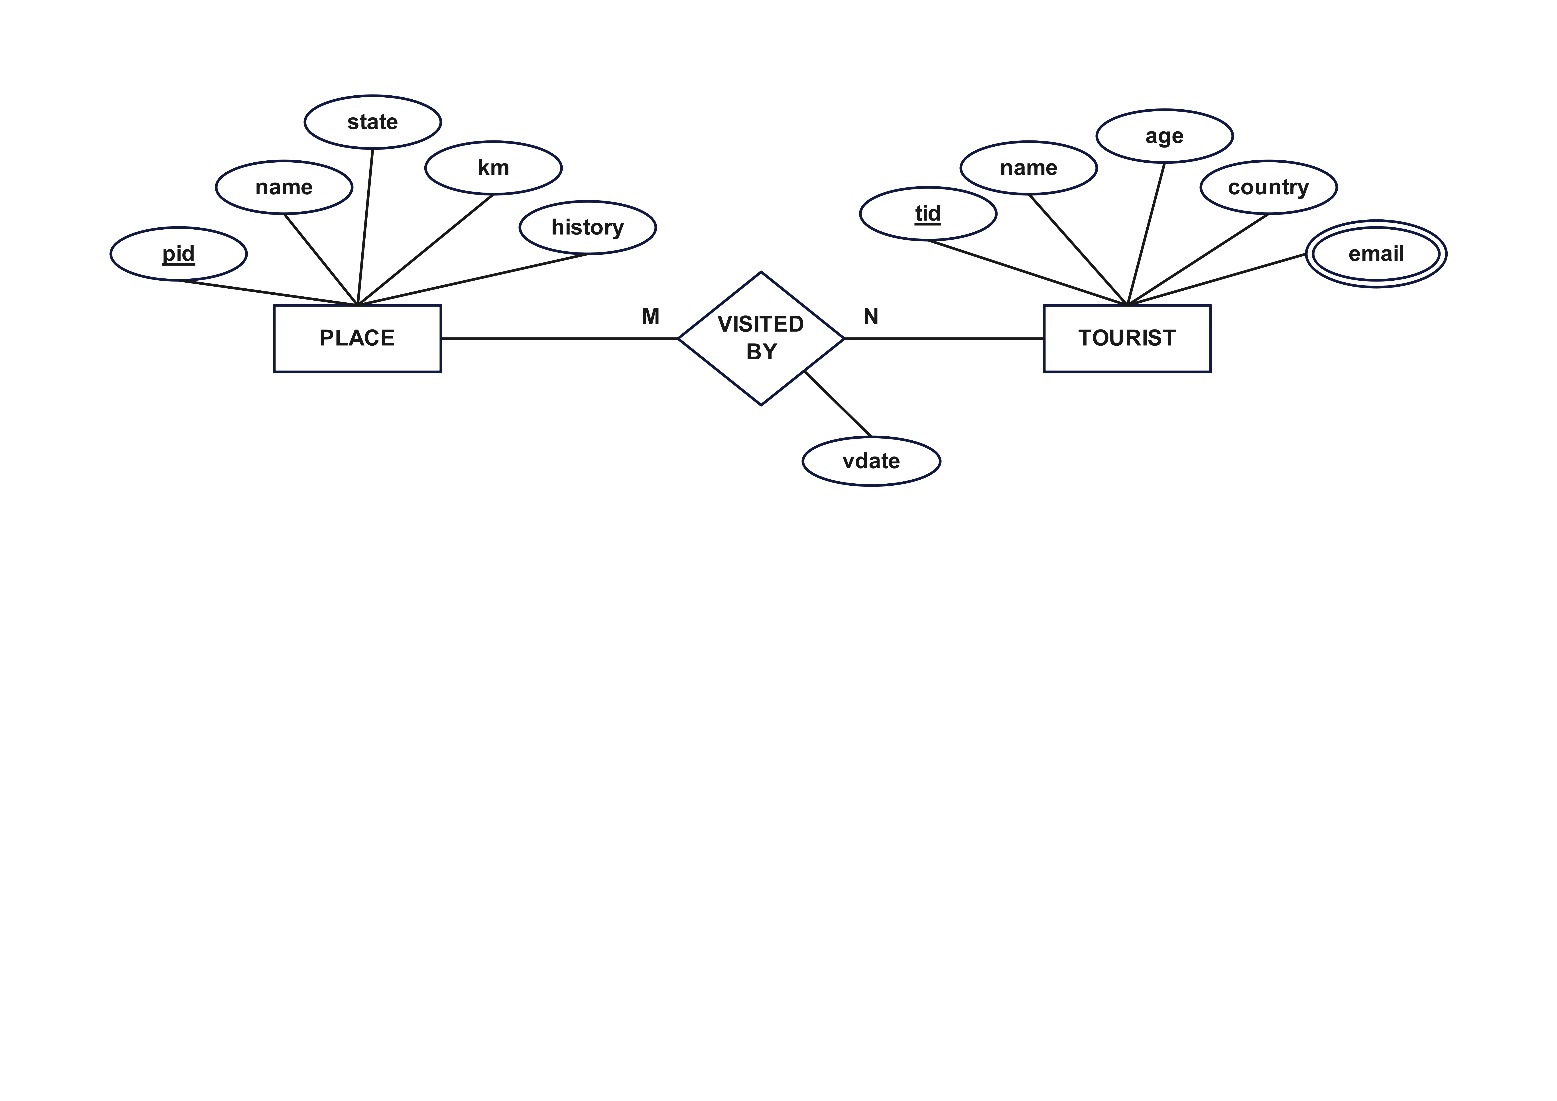 state
age
km
name
name
country
tid
history
pid
email
M
N
VISITED
BY
PLACE
TOURIST
vdate